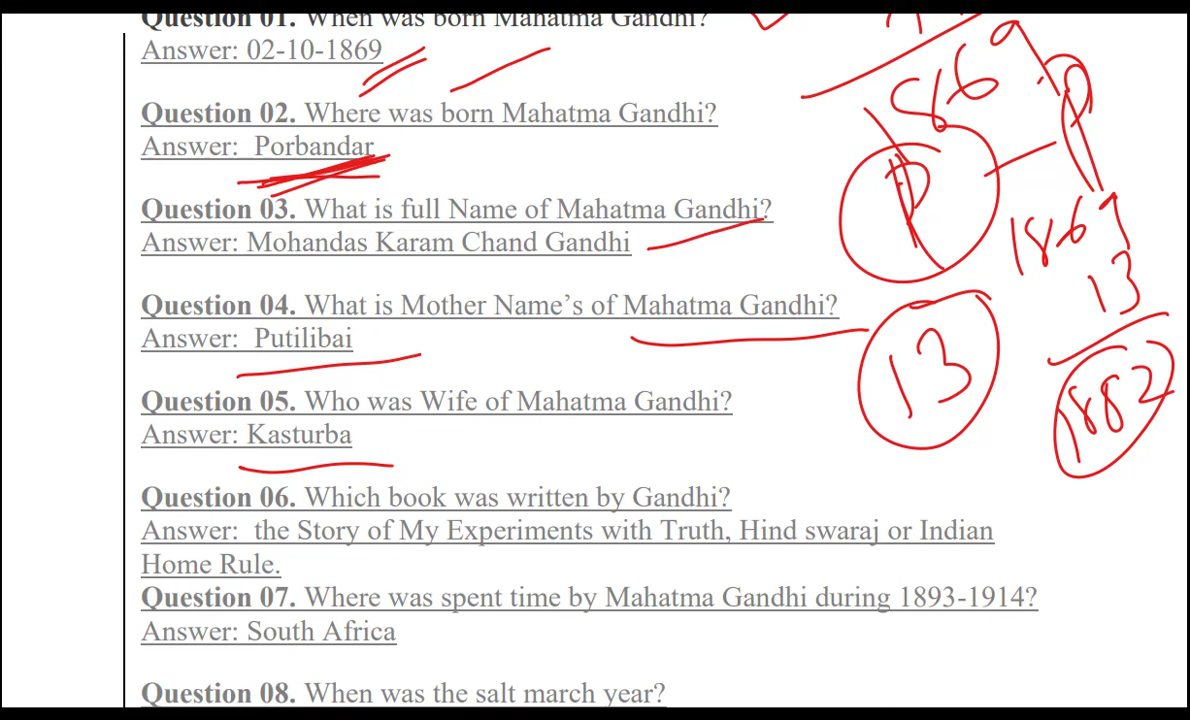 Question 01. When was born Mahatma Gandhi?
Answer: 02-10-1869
Question 02. Where was born Mahatma Gandhi?
Answer:  Porbandar
Question 03. What is full Name of Mahatma Gandhi?
Answer: Mohandas Karam Chand Gandhi
Question 04. What is Mother Name’s of Mahatma Gandhi?
Answer:  Putilibai
Question 05. Who was Wife of Mahatma Gandhi?
Answer: Kasturba
Question 06. Which book was written by Gandhi?
Answer:  the Story of My Experiments with Truth, Hind swaraj or Indian
Home Rule.
Question 07. Where was spent time by Mahatma Gandhi during 1893-1914?
Answer: South Africa
Question 08. When was the salt march year?
1869
P
P
1869
13
13
1882